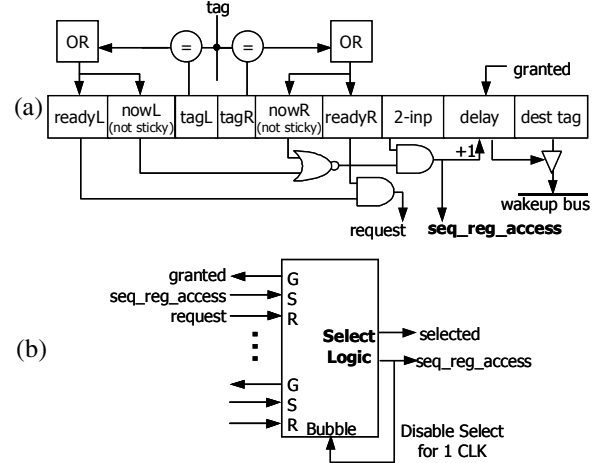 tag
OR = = OR
granted
(a)
readyL nowL (not sticky) tagL tagR nowR (not sticky) readyR 2-inp delay dest tag
+1
wakeup bus
request seq_reg_access
(b)
granted G
seq_reg_access S
request R
Select Logic
selected
seq_reg_access
G
S
R
Bubble
Disable Select
for 1 CLK